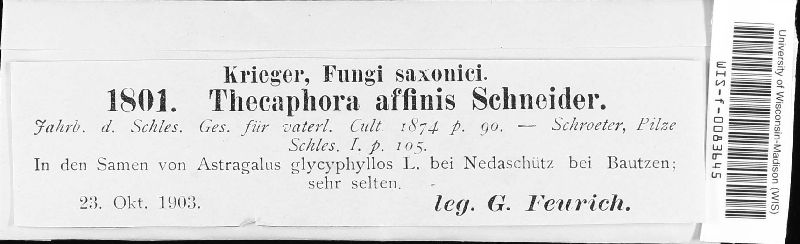 Krieger, Fungi saxonici.
1801. Thecaphora affinis Schneider.
Jahrb. d. Schles. Ges. für vaterl. Cult 1874 p. 90. — Schroeter, Pilze
Schles. I. p. 105.
In den Samen von Astragalus glycyphyllos L. bei Nedaschütz bei Bautzen;
sehr selten.
23. Okt. 1903. leg. G. Feurich.
University of Wisconsin-Madison (WIS)
WIS-f-0083645